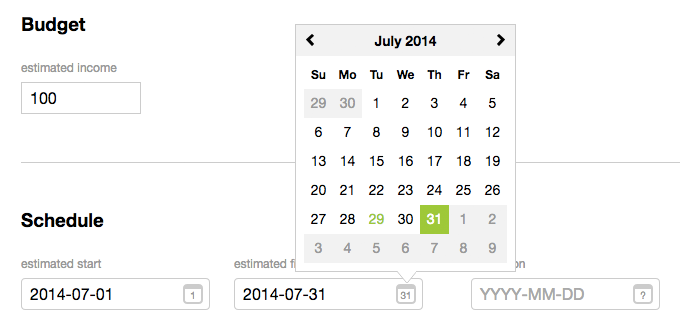 Budget
estimated income
100
July 2014
Su Mo Tu We Th Fr Sa
29 30 1 2 3 4 5
6 7 8 9 10 11 12
13 14 15 16 17 18 19
20 21 22 23 24 25 26
27 28 29 30 31 1 2
3 4 5 6 7 8 9
Schedule
estimated start
2014-07-01 1
estimated
2014-07-31 31
YYYY-MM-DD ?